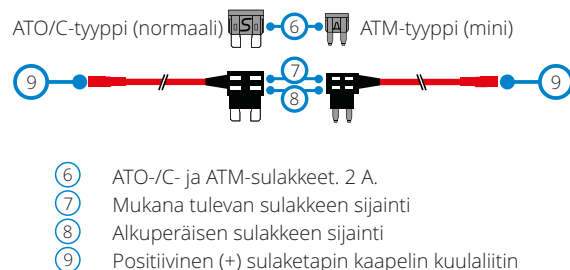 ATO/C-tyyppi (normaali) 5 6 A ATM-tyyppi (mini)
9 7 9
8
6 ATO-/C- ja ATM-sulakkeet. 2 A.
7 Mukana tulevan sulakkeen sijainti
8 Alkuperäisen sulakkeen sijainti
9 Positiivinen (+) sulaketapin kaapelin kuulaliitin